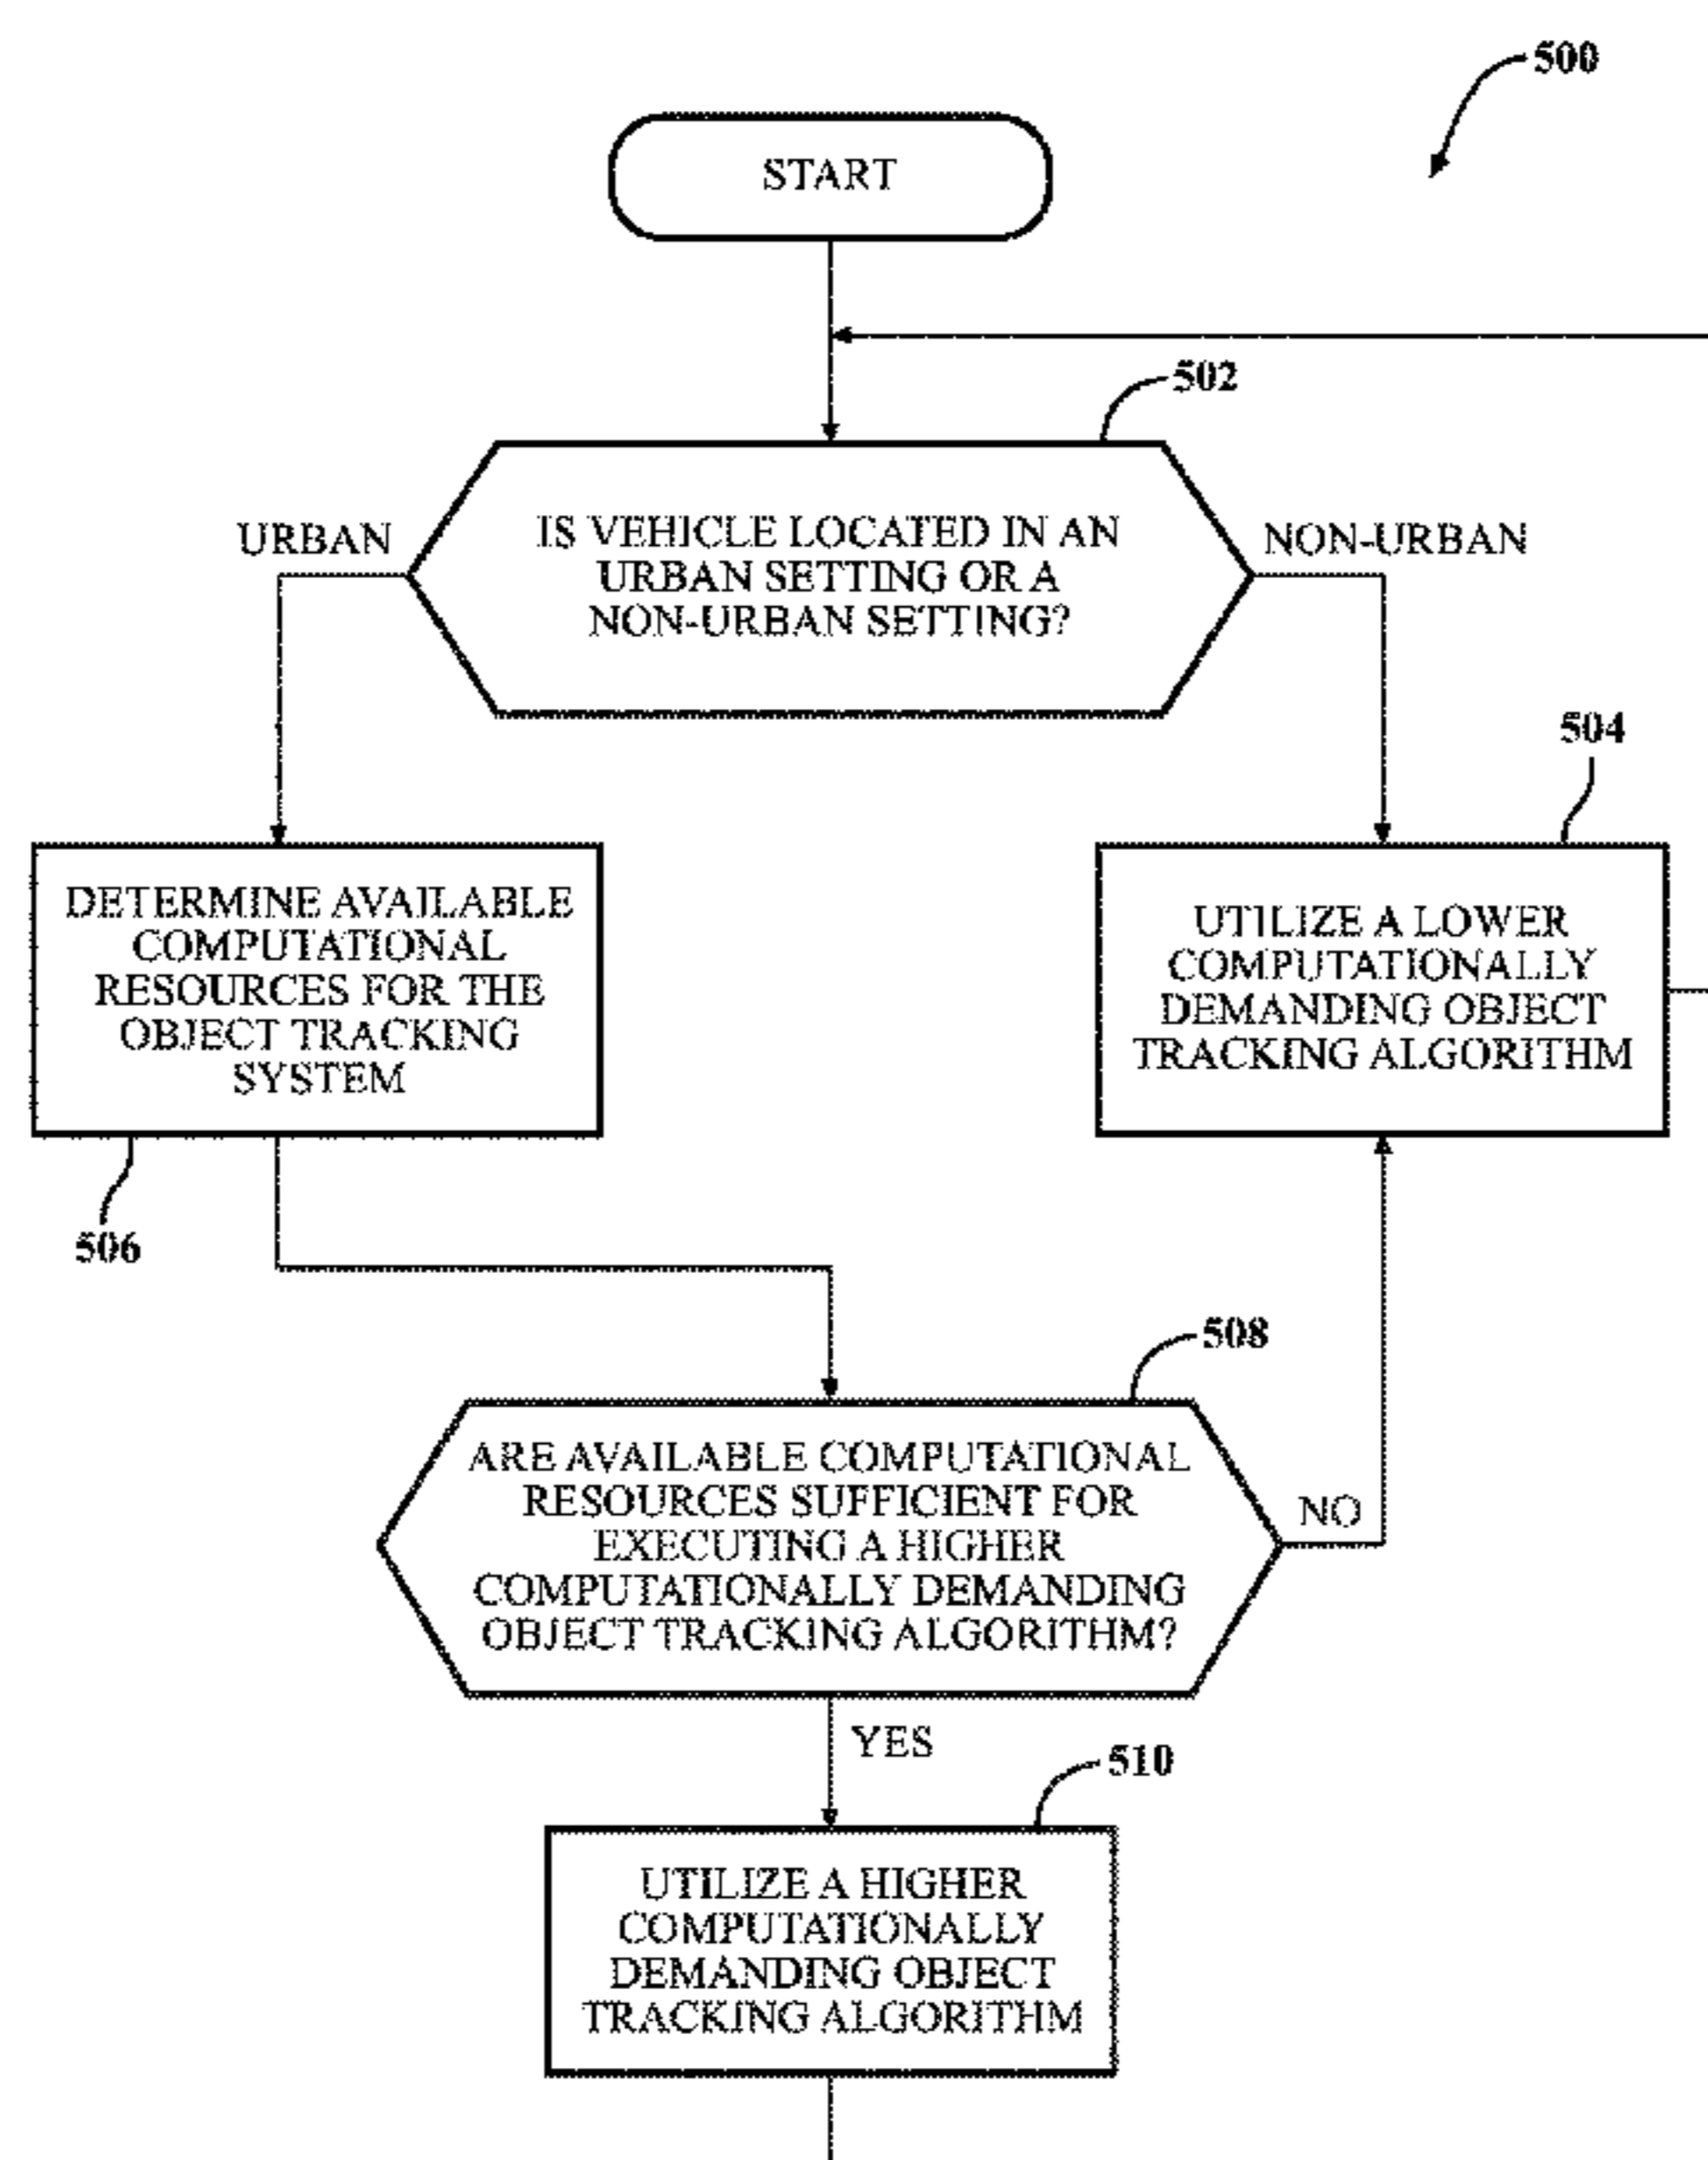 500
START
502
IS VEHICLE LOCATED IN AN
URBAN SETTING OR A
NON-URBAN SETTING?
URBAN
NON-URBAN
504
DETERMINE AVAILABLE
COMPUTATIONAL
RESOURCES FOR THE
OBJECT TRACKING
SYSTEM
UTILIZE A LOWER
COMPUTATIONALLY
DEMANDING OBJECT
TRACKING ALGORITHM
506
508
ARE AVAILABLE COMPUTATIONAL
RESOURCES SUFFICIENT FOR
EXECUTING A HIGHER
COMPUTATIONALLY DEMANDING
OBJECT TRACKING ALGORITHM?
NO
YES
510
UTILIZE A HIGHER
COMPUTATIONALLY
DEMANDING OBJECT
TRACKING ALGORITHM